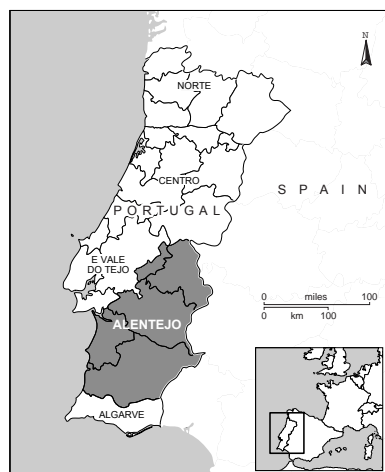 N
NORTE
CENTRO
S P A I N
P O R T U G A L
E VALE
DO TEJO
0 miles 100
0 km 100
ALENTEJO
ALGARVE